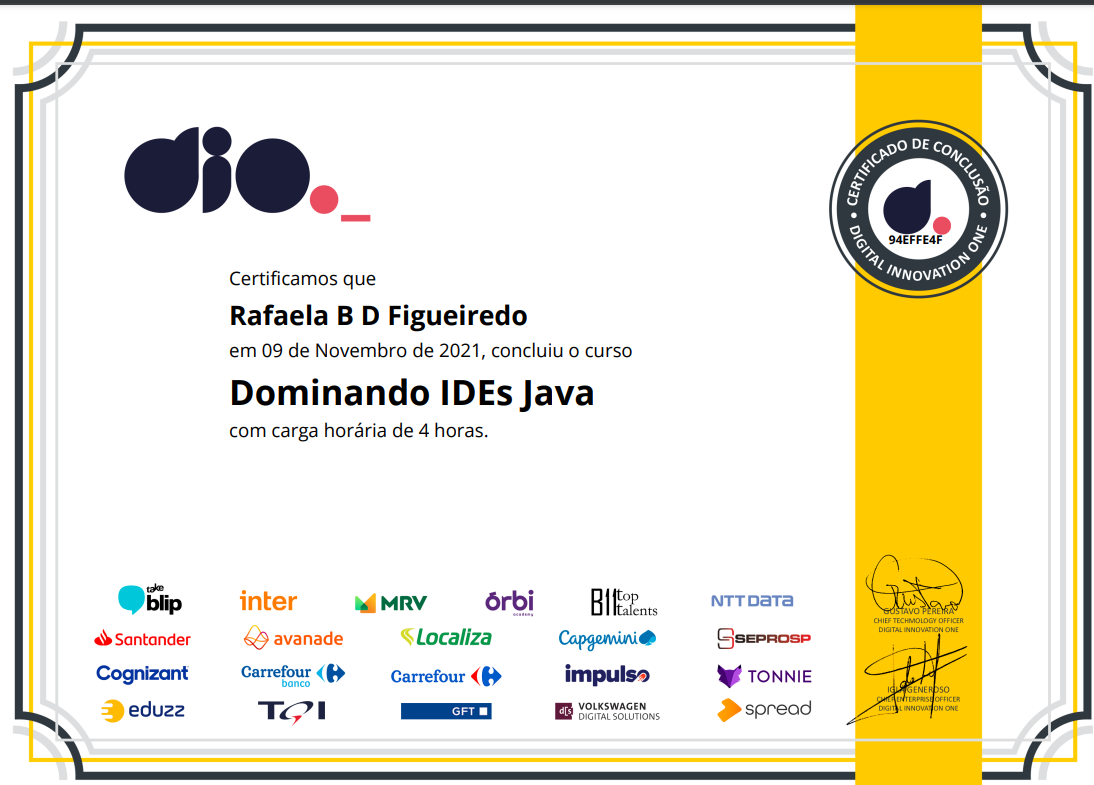 dio._
CERTIFICADO DE CONCLUSÃO
94EFFE4F
• DIGITAL INNOVATION ONE •
Certificamos que
Rafaela B D Figueiredo
em 09 de Novembro de 2021, concluiu o curso
Dominando IDEs Java
com carga horária de 4 horas.
take blip
inter
MRV
órbi academy
B11 top talents
NTT DATA
Santander
avanade
Localiza
Capgemini
SEPROSP
Cognizant
Carrefour banco
Carrefour
impulso
TONNIE
eduzz
TQI
GFT
d[s VOLKSWAGEN DIGITAL SOLUTIONS
spread
GUSTAVO PEREIRA
CHIEF TECHMOLOGY OFFICER
DIGITAL INNOVATION ONE
GENEROSO
CHIEF ENTERPRISE OFFICER
DIGITAL INNOVATION ONE